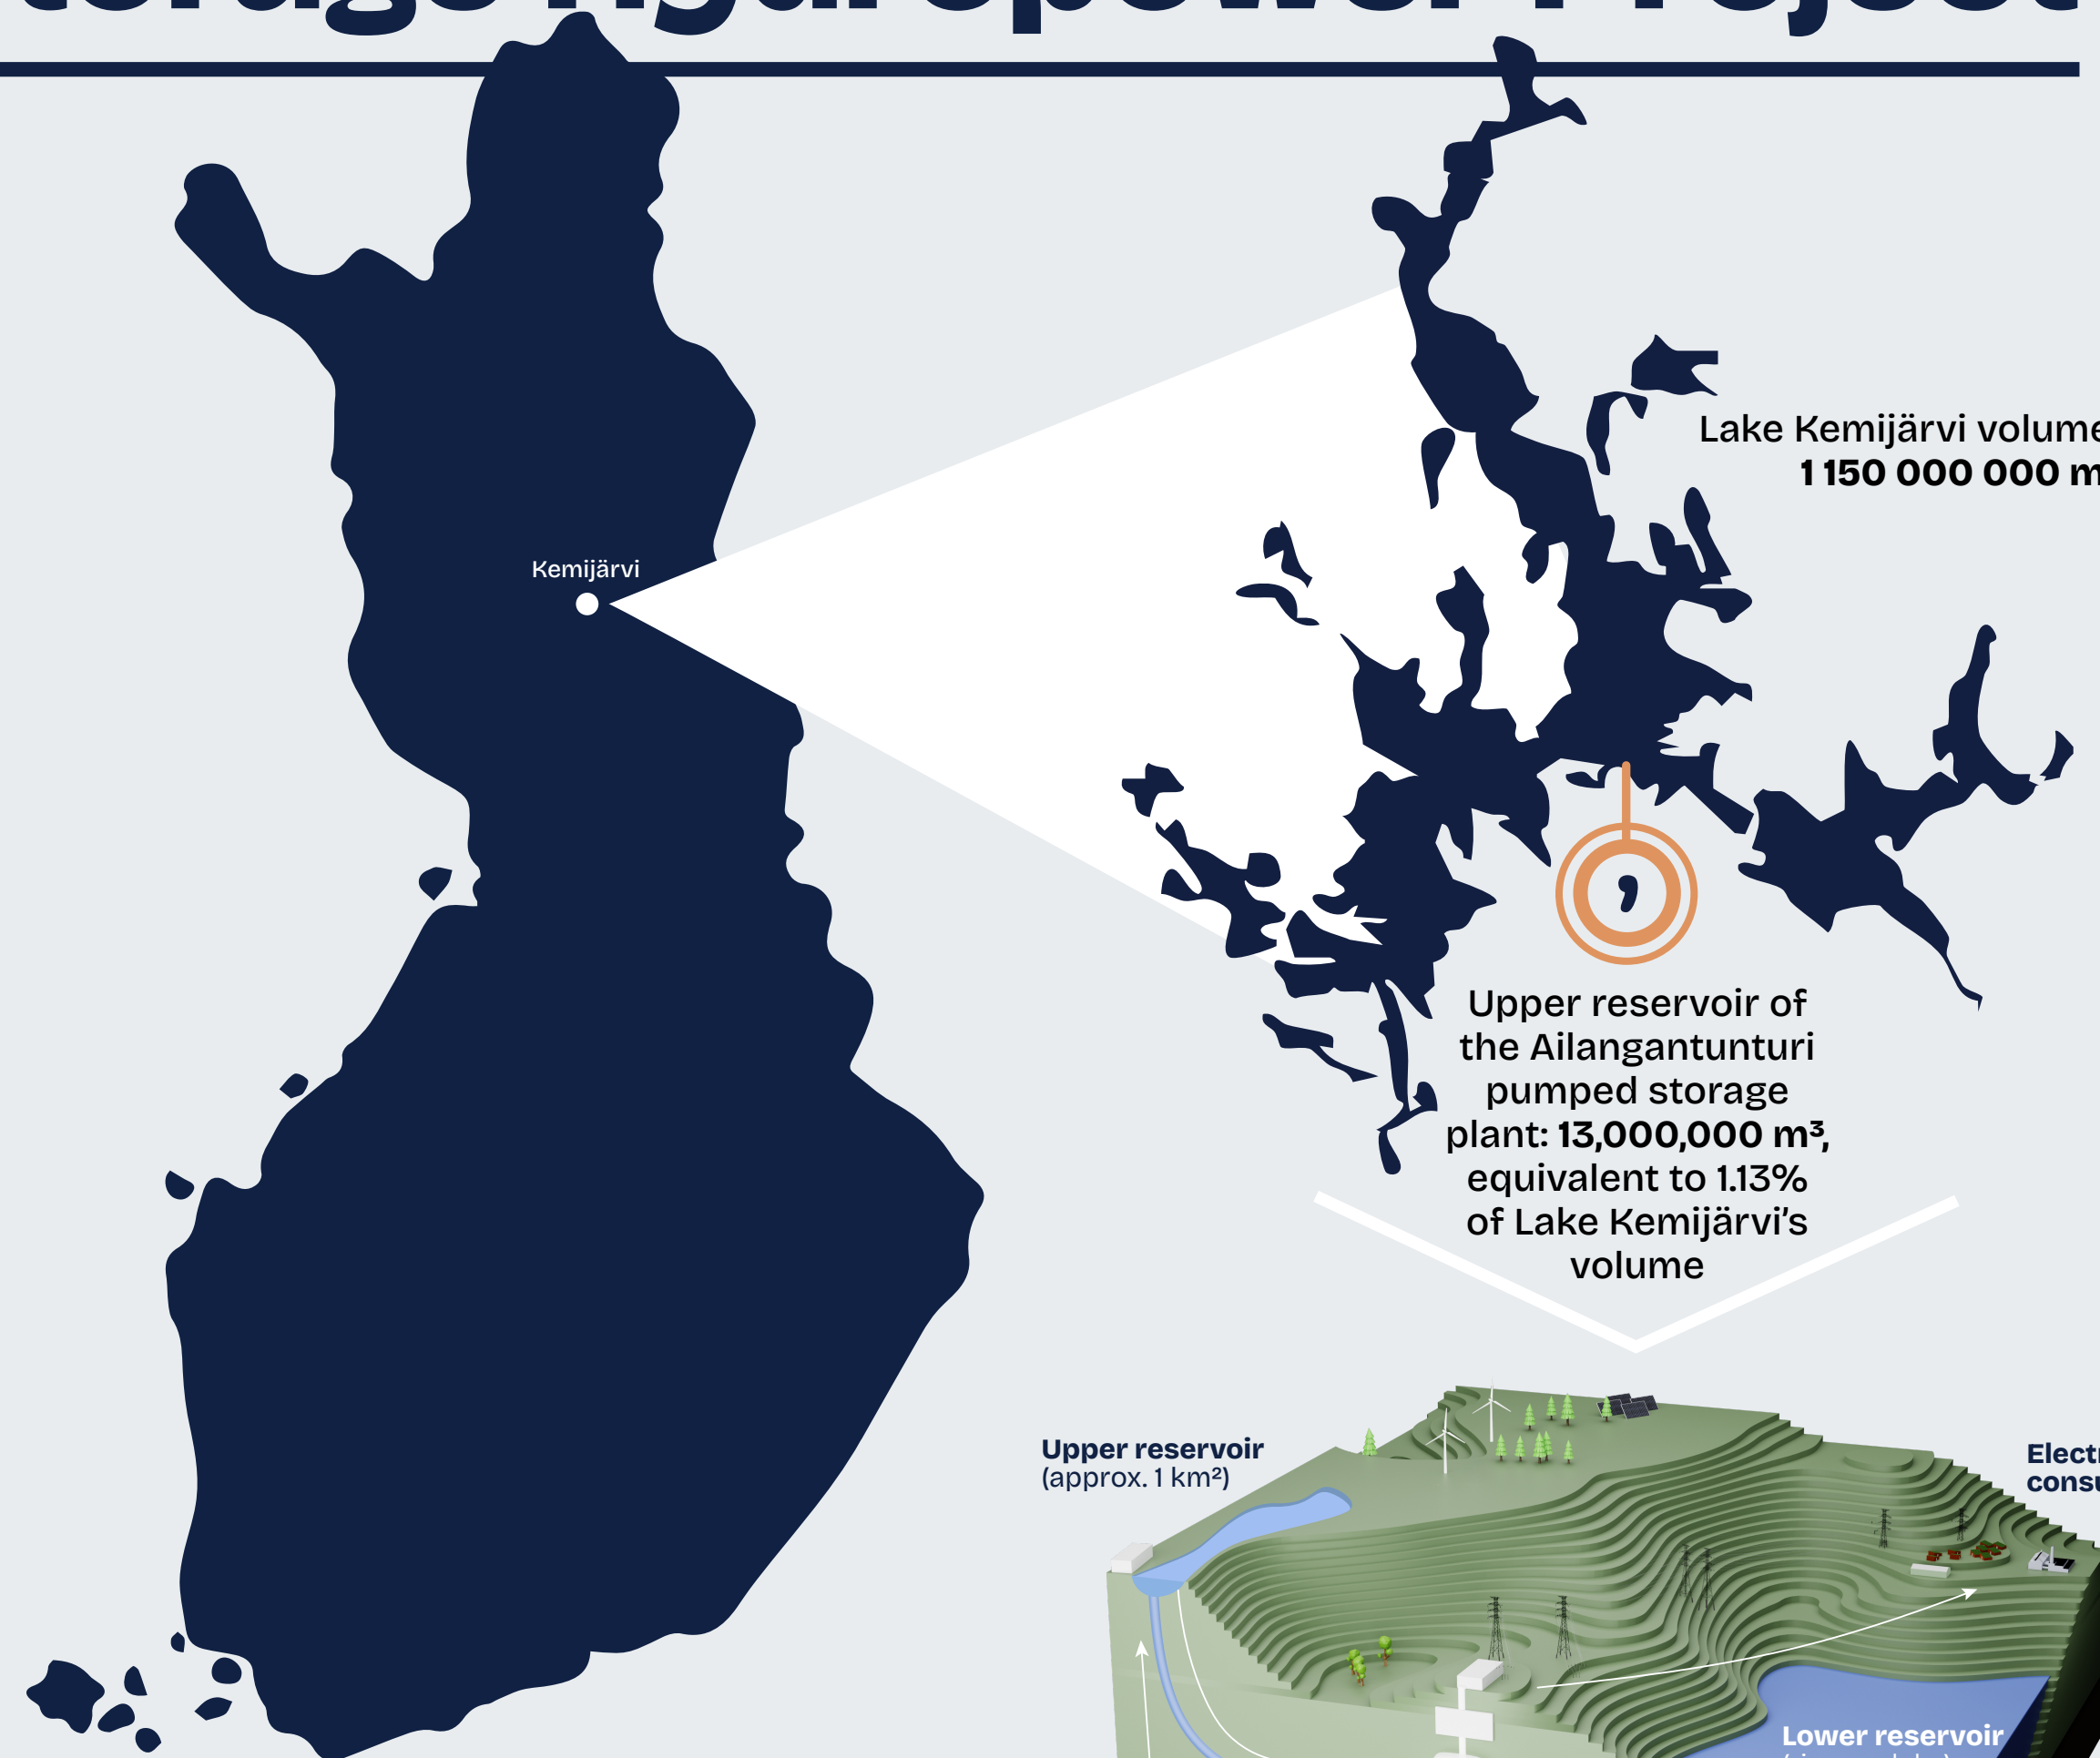 Kemijärvi
Lake Kemijärvi volume
1 150 000 000 m
Upper reservoir of
the Ailangantunturi
pumped storage
plant: 13,000,000 m³,
equivalent to 1.13%
of Lake Kemijärvi’s
volume
Upper reservoir
(approx. 1 km²)
Lower reservoir